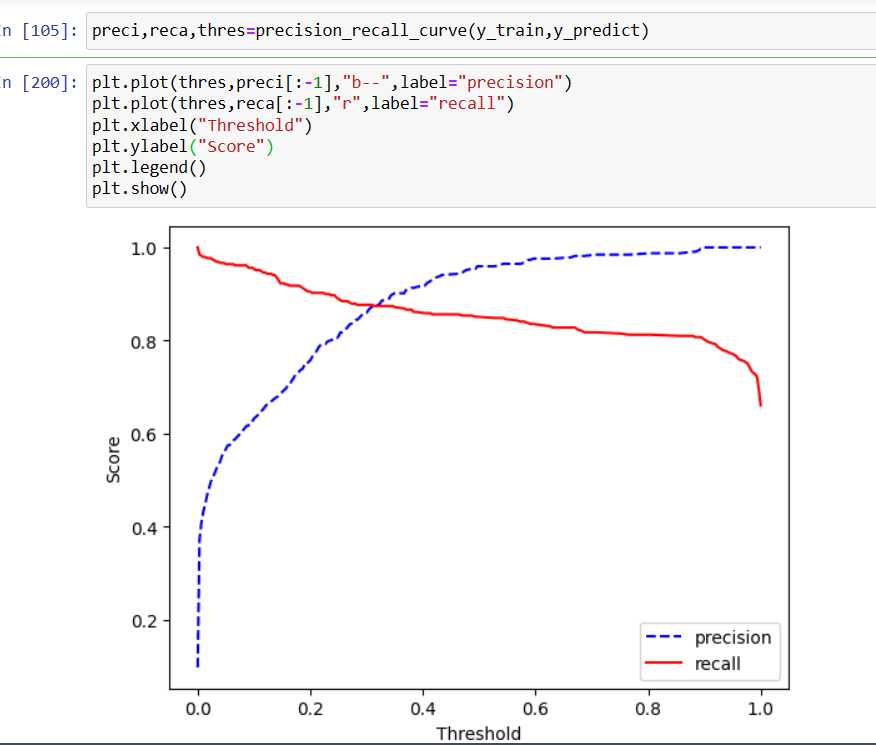 n [105]: preci,reca,thres=precision_recall_curve(y_train,y_predict)
n [200]: plt.plot(thres,preci[:-1],"b--",label="precision")
plt.plot(thres,reca[:-1],"r",label="recall")
plt.xlabel("Threshold")
plt.ylabel("Score")
plt.legend()
plt.show()
1.0
0.8
0.6
0.4
0.2
Score
precision
recall
0.0 0.2 0.4 0.6 0.8 1.0
Threshold